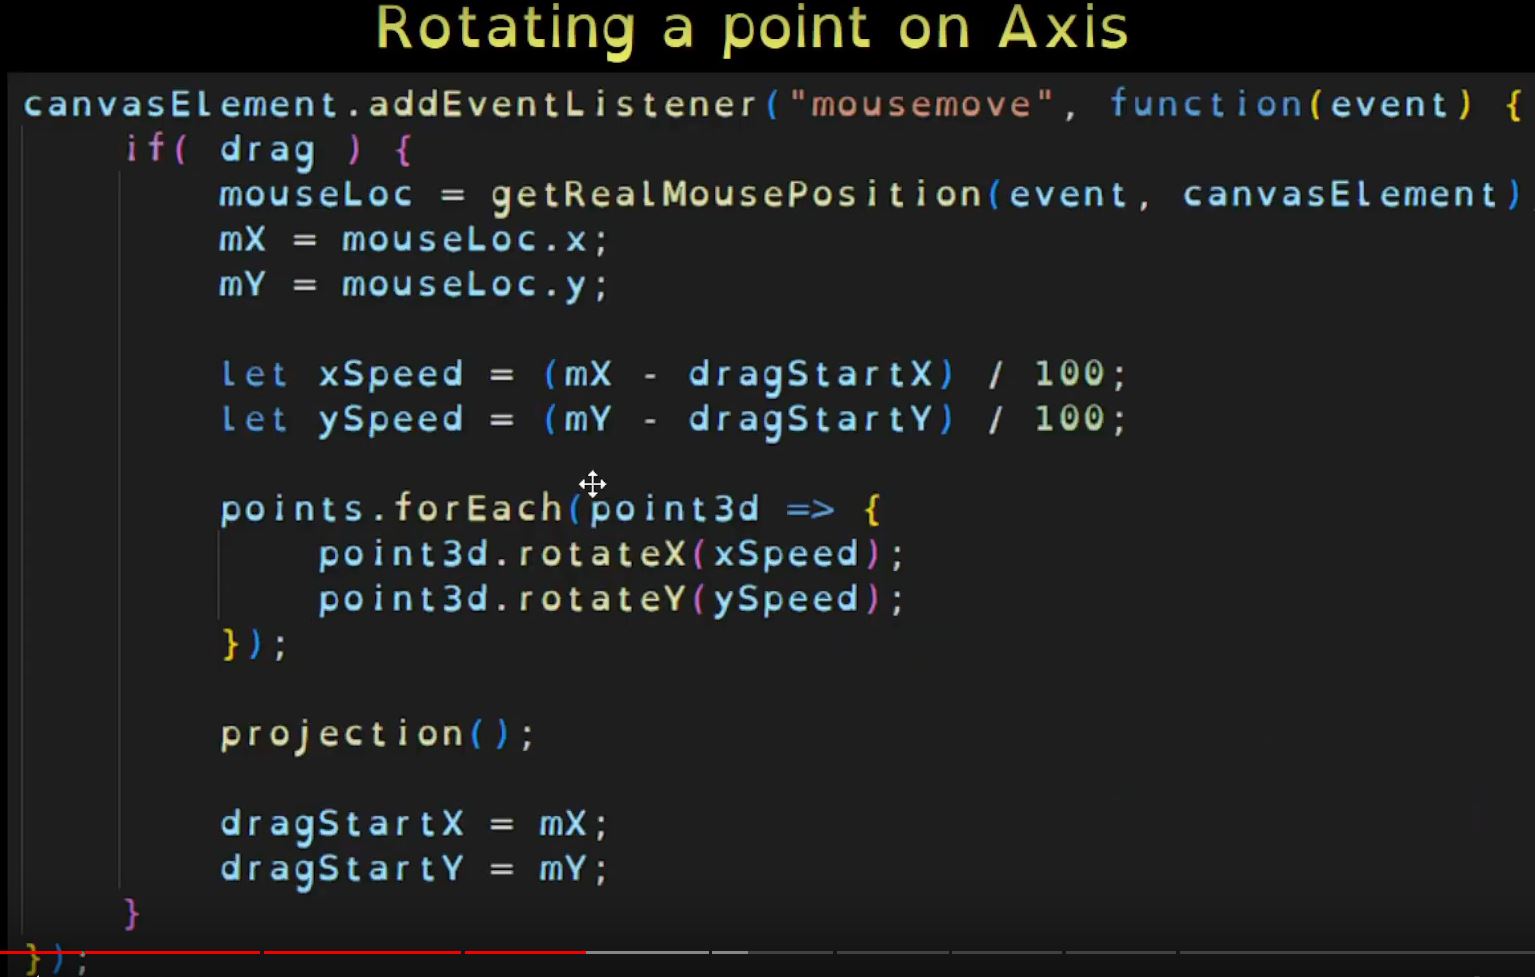 Rotating a point on Axis
canvasElement.addEventListener("mousemove", function(event) {
if( drag ) {
mouseLoc = getRealMousePosition(event, canvasElement)
mX = mouseLoc.x;
mY = mouseLoc.y;
let xSpeed = (mX - dragStartX) / 100;
let ySpeed = (mY - dragStartY) / 100;
points.forEach(point3d => {
point3d.rotateX(xSpeed);
point3d.rotateY(ySpeed);
});
projection();
dragStartX = mX;
dragStartY = mY;
}
});